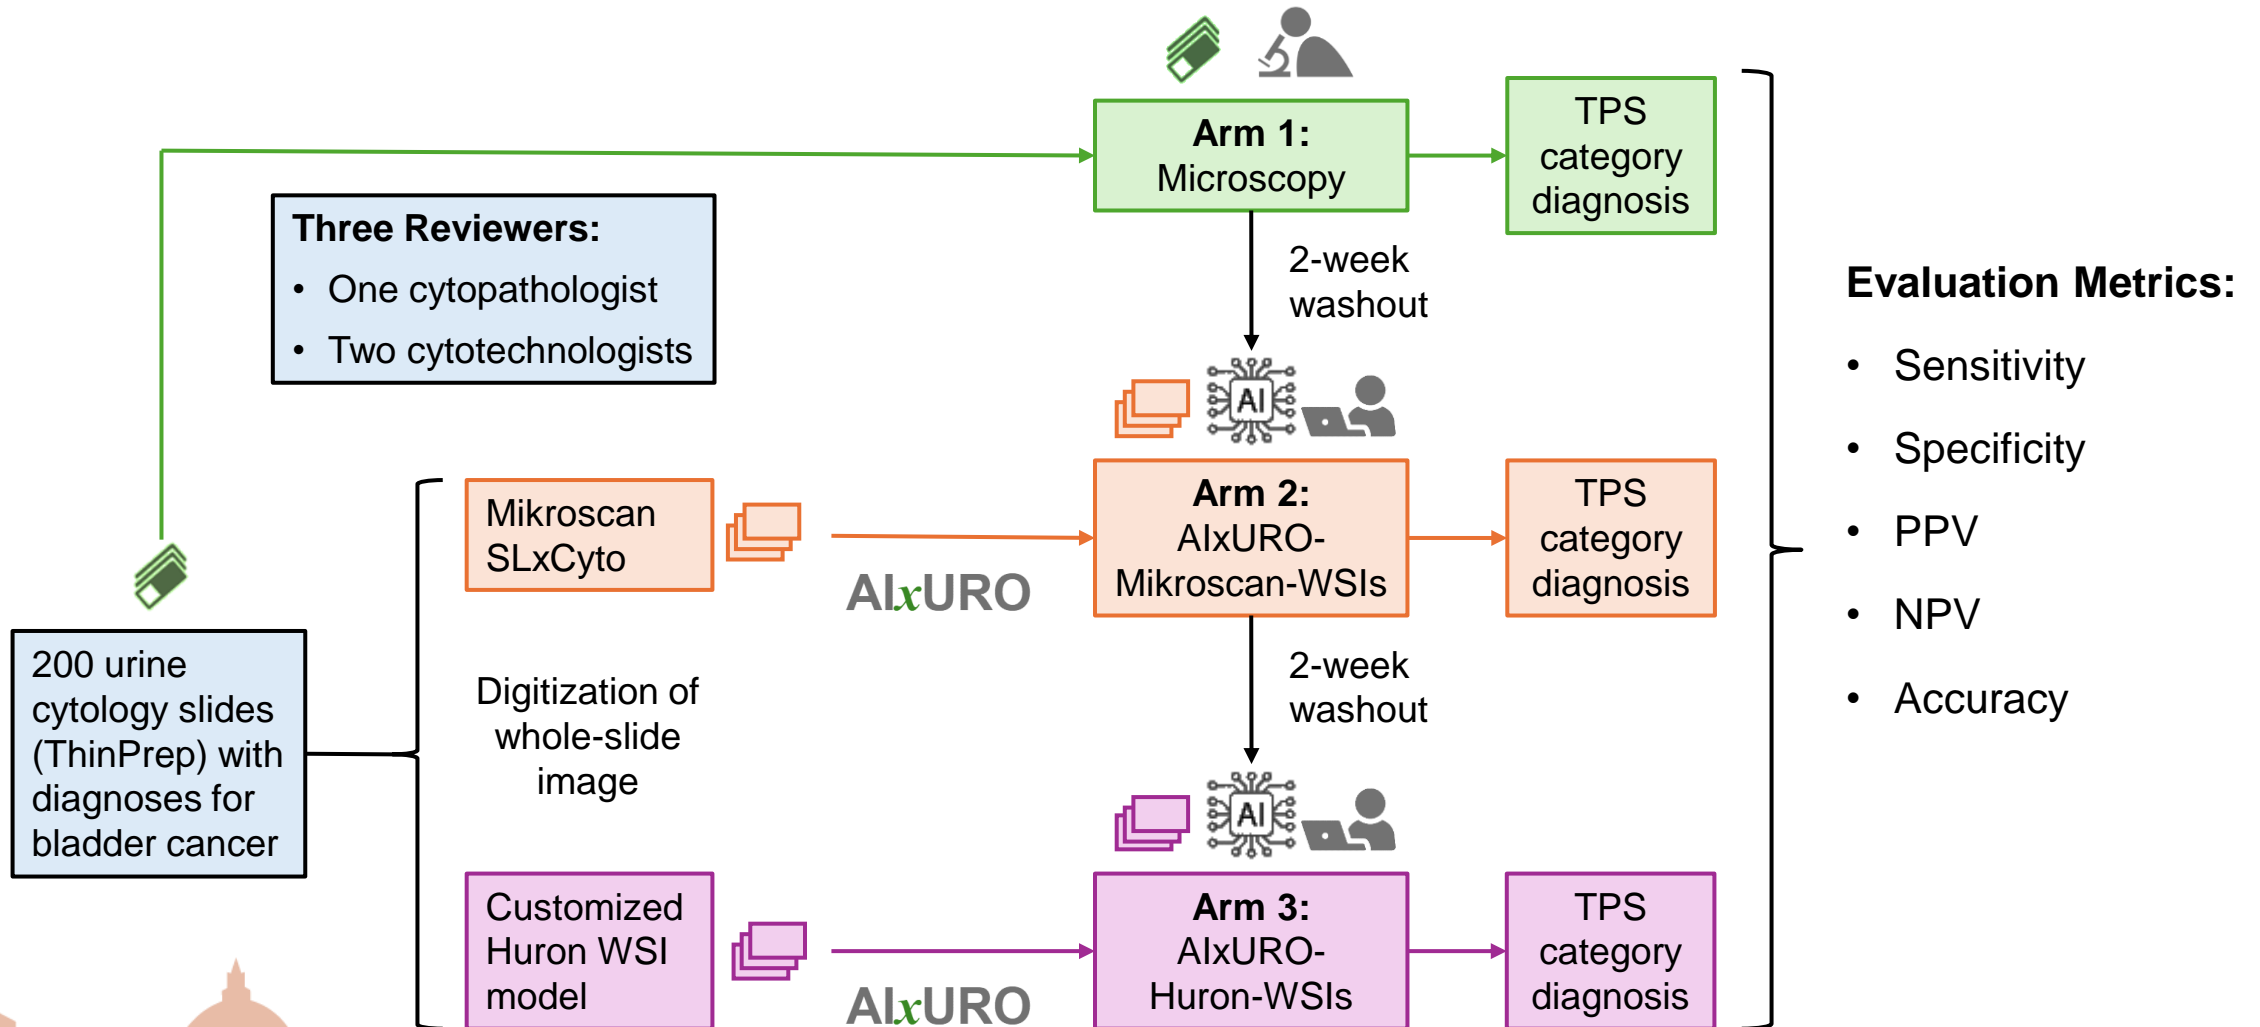 Arm 1:
Microscopy
TPS
category
diagnosis
Three Reviewers:
• One cytopathologist
• Two cytotechnologists
2-week
washout
Evaluation Metrics:
• Sensitivity
• Specificity
• PPV
• NPV
• Accuracy
AI
Mikroscan
SLxCyto
AIxURO
Arm 2:
AIxURO-
Mikroscan-WSIs
TPS
category
diagnosis
200 urine
cytology slides
(ThinPrep) with
diagnoses for
bladder cancer
Digitization of
whole-slide
image
2-week
washout
AI
Customized
Huron WSI
model
AIxURO
Arm 3:
AIxURO-
Huron-WSIs
TPS
category
diagnosis